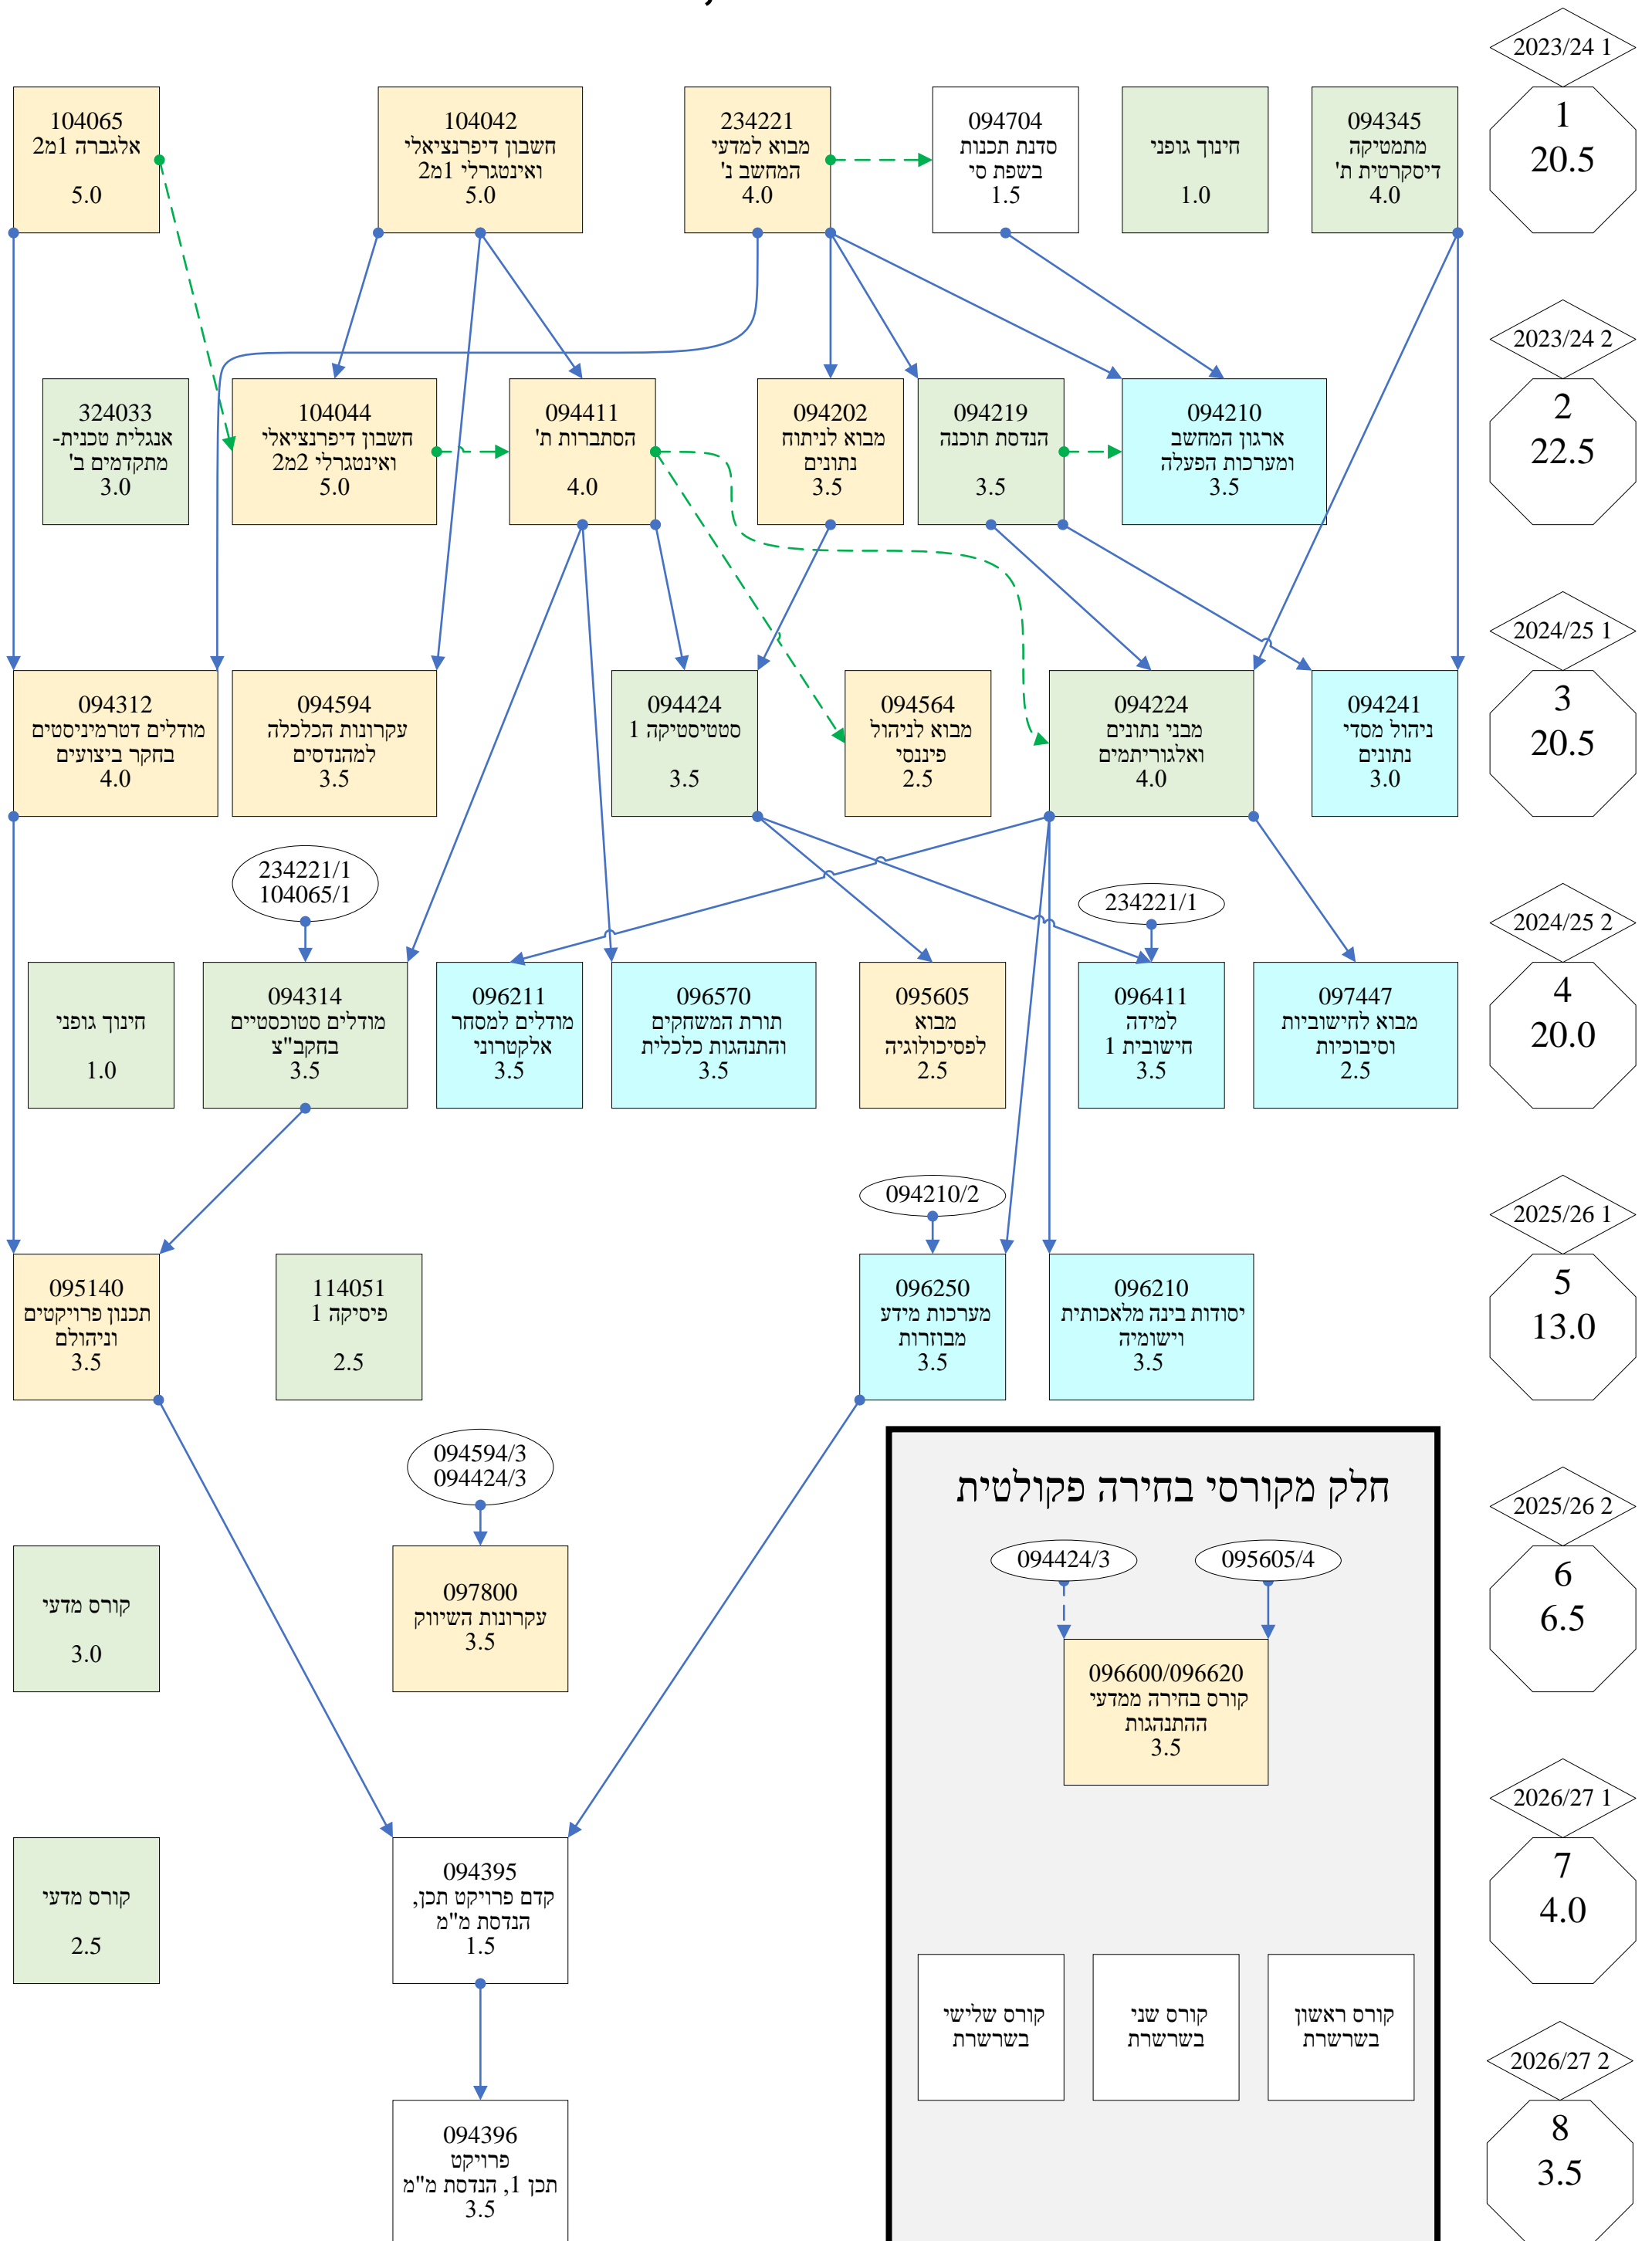 2023/24 1
1
20.5
094345
מתמטיקה
דיסקרטית ת'
4.0
חינוך גופני
1.0
094704
סדנת תכנות
בשפת סי
1.5
234221
מבוא למדעי
המחשב נ'
4.0
104042
חשבון דיפרנציאלי
ואינטגרלי 1מ2
5.0
104065
אלגברה 1מ2
5.0
2023/24 2
2
22.5
094210
ארגון המחשב
ומערכות הפעלה
3.5
094219
הנדסת תוכנה
3.5
094202
מבוא לניתוח
נתונים
3.5
094411
הסתברות ת'
4.0
104044
חשבון דיפרנציאלי
ואינטגרלי 2מ2
5.0
324033
אנגלית טכנית-
מתקדמים ב'
3.0
2024/25 1
3
20.5
094241
ניהול מסדי
נתונים
3.0
094224
מבני נתונים
ואלגוריתמים
4.0
094564
מבוא לניהול
פיננסי
2.5
094424
סטטיסטיקה 1
3.5
094594
עקרונות הכלכלה
למהנדסים
3.5
094312
מודלים דטרמיניסטים
בחקר ביצועים
4.0
2024/25 2
4
20.0
234221/1
234221/1
104065/1
097447
מבוא לחישוביות
וסיבוכיות
2.5
096411
למידה
חישובית 1
3.5
095605
מבוא
לפסיכולוגיה
2.5
096570
תורת המשחקים
והתנהגות כלכלית
3.5
096211
מודלים למסחר
אלקטרוני
3.5
094314
מודלים סטוכסטיים
בחקב"צ
3.5
חינוך גופני
1.0
2025/26 1
5
13.0
094210/2
096210
יסודות בינה מלאכותית
וישומיה
3.5
096250
מערכות מידע
מבוזרות
3.5
114051
פיסיקה 1
2.5
095140
תכנון פרויקטים
וניהולם
3.5
2025/26 2
6
6.5
094594/3
094424/3
097800
עקרונות השיווק
3.5
קורס מדעי
3.0
חלק מקורסי בחירה פקולטית
095605/4
094424/3
096600/096620
קורס בחירה ממדעי
ההתנהגות
3.5
2026/27 1
7
4.0
094395
קדם פרויקט תכן,
הנדסת מ"מ
1.5
קורס מדעי
2.5
קורס ראשון
בשרשרת
קורס שני
בשרשרת
קורס שלישי
בשרשרת
2026/27 2
8
3.5
094396
פרויקט
תכן 1, הנדסת מ"מ
3.5